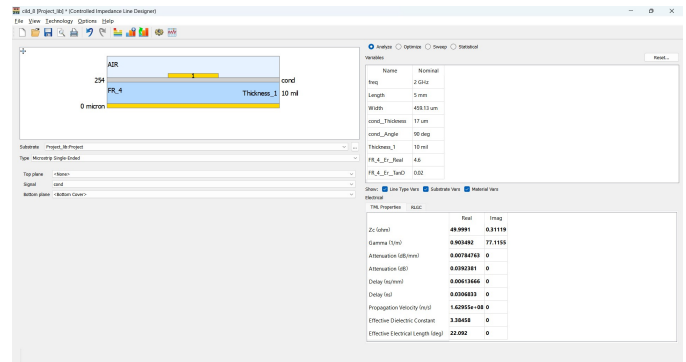 cild_8 [Project_lib] * (Controlled Impedance Line Designer)
File View Technology Options Help
Analyze Optimize Sweep Statistical
Variables Reset...
Name Nominal
freq 2 GHz
Length 5 mm
Width 459.13 um
cond_Thickness 17 um
cond_Angle 90 deg
Thickness_1 10 mil
FR_4_Er_Real 4.6
FR_4_Er_TanD 0.02
Show: Line Type Vars Substrate Vars Material Vars
Electrical
TML Properties RLGC
Real Imag
Zc (ohm) 49.9991 0.31119
Gamma (1/m) 0.903492 77.1155
Attenuation (dB/mm) 0.00784763 0
Attenuation (dB) 0.0392381 0
Delay (ns/mm) 0.00613666 0
Delay (ns) 0.0306833 0
Propagation Velocity (m/s) 1.62955e+08 0
Effective Dielectric Constant 3.38458 0
Effective Electrical Length (deg) 22.092 0
AIR
1
254 cond
FR_4 Thickness_1 10 mil
0 micron
Substrate Project_lib:Project ...
Type Microstrip Single Ended
Top plane <None>
Signal cond
Bottom plane <Bottom Cover>